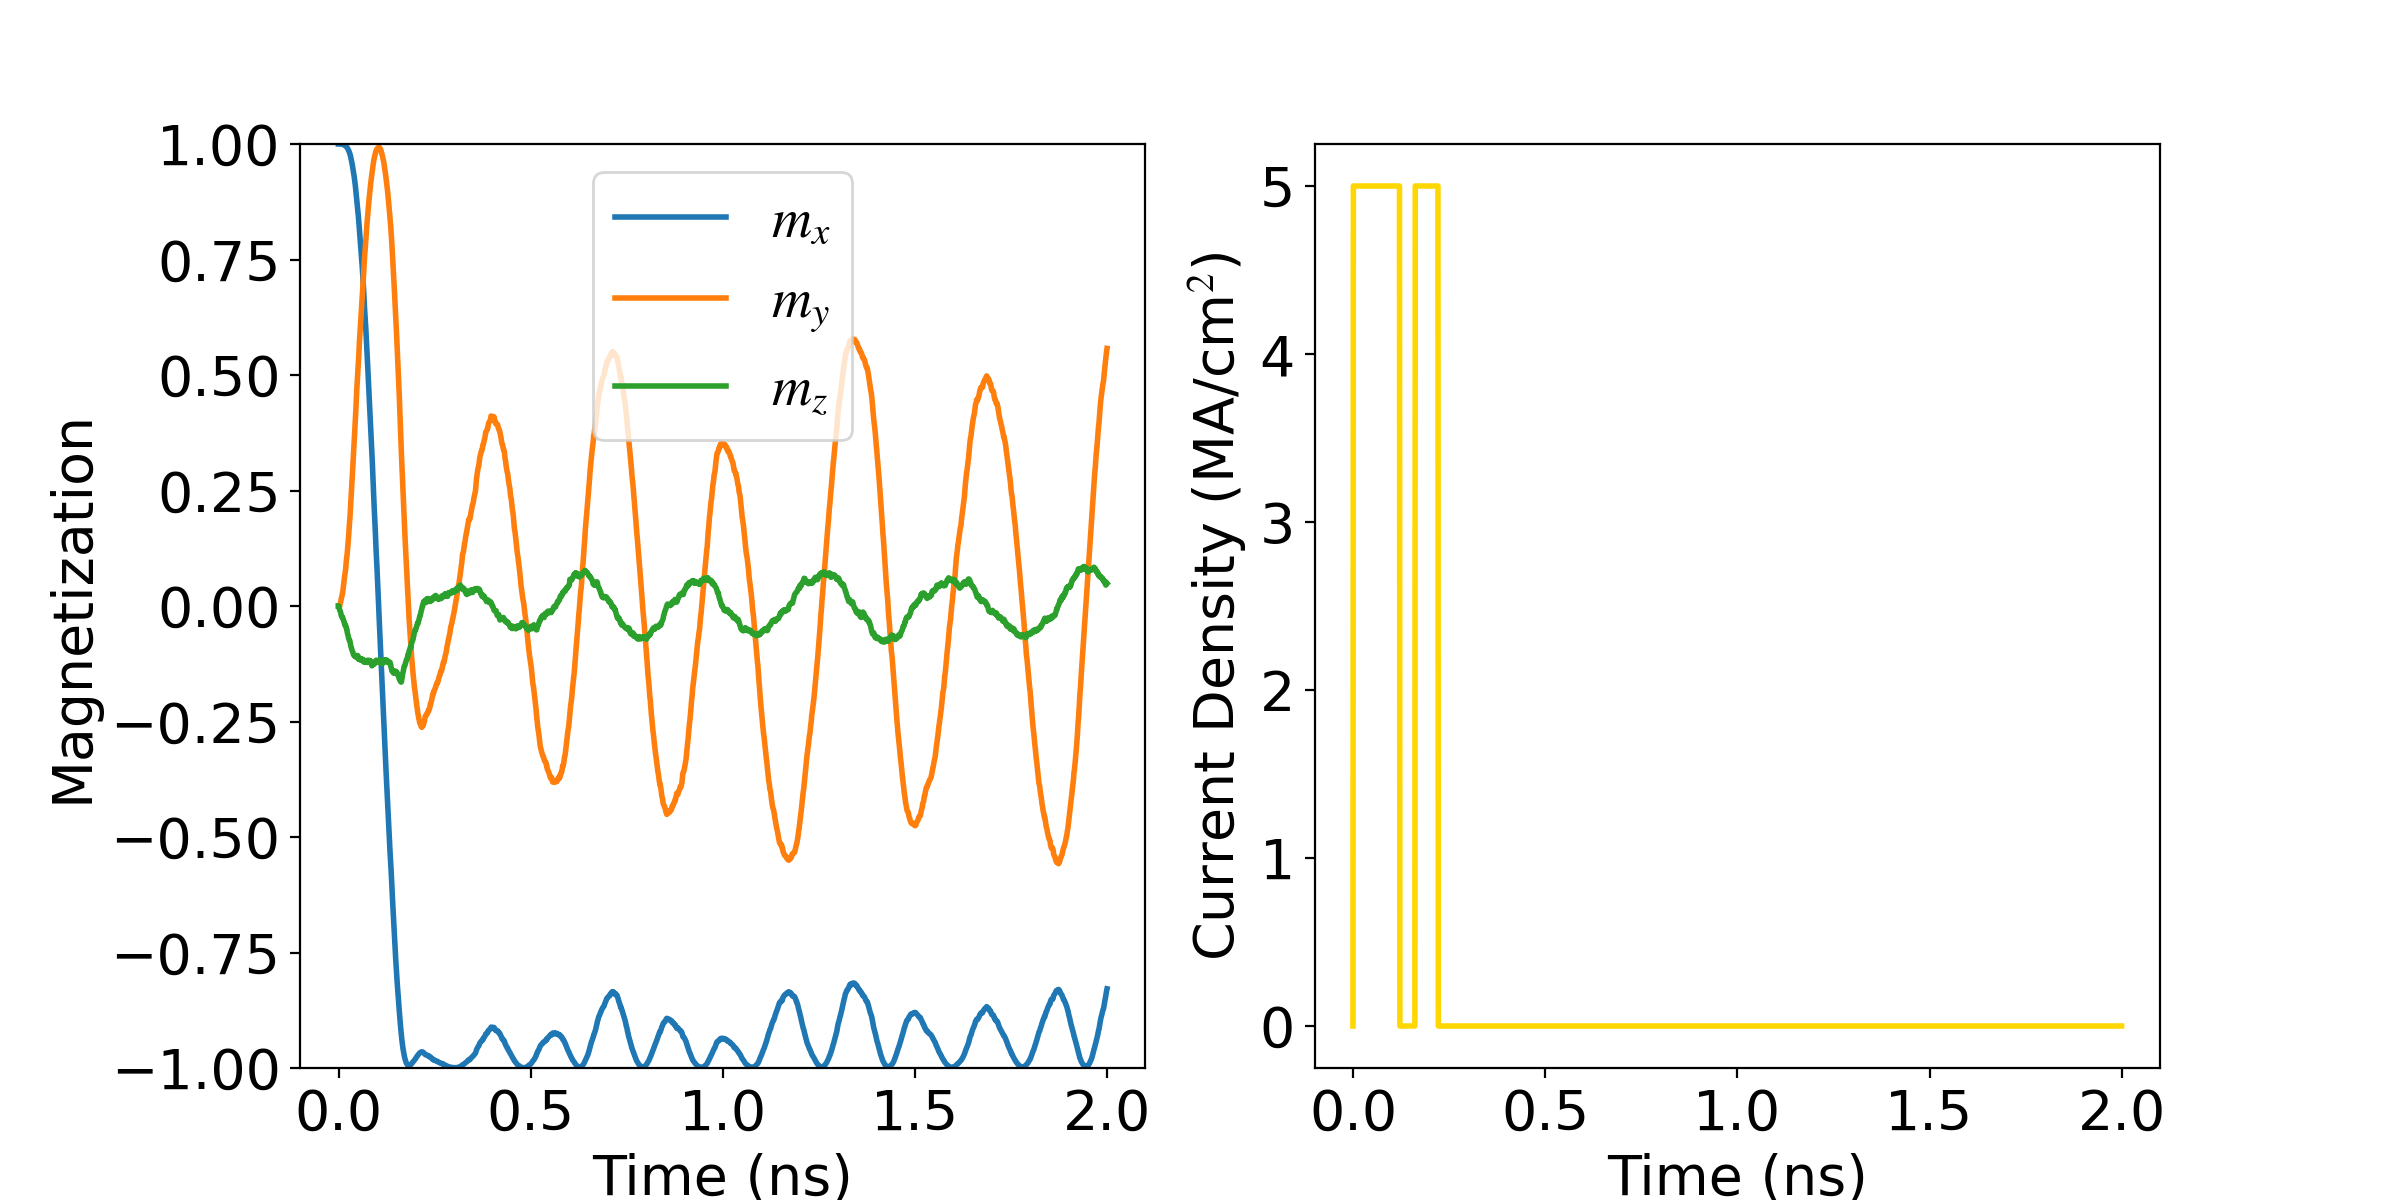 1.00
0.75
0.50
0.25
0.00
−0.25
−0.50
−0.75
−1.00
Magnetization
0.0 0.5 1.0 1.5 2.0
Time (ns)
m_x
m_y
m_z
5
4
3
2
1
0
Current Density (MA/cm²)
0.0 0.5 1.0 1.5 2.0
Time (ns)